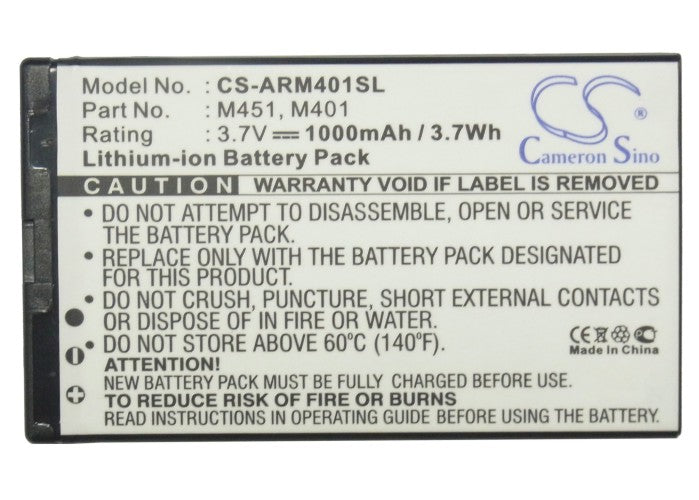 Model No. : CS-ARM401SL
Part No. : M451, M401
Rating : 3.7V 1000mAh / 3.7Wh
Lithium-ion Battery Pack
CS
Cameron Sino
CAUTION WARRANTY VOID IF LABEL IS REMOVED
• DO NOT ATTEMPT TO DISASSEMBLE, OPEN OR SERVICE
THE BATTERY PACK.
• REPLACE ONLY WITH THE BATTERY PACK DESIGNATED
FOR THIS PRODUCT.
• DO NOT CRUSH, PUNCTURE, SHORT EXTERNAL CONTACTS
OR DISPOSE OF IN FIRE OR WATER.
• DO NOT STORE ABOVE 60°C (140°F).
CE
Made In China
ATTENTION!
NEW BATTERY PACK MUST BE FULLY CHARGED BEFORE USE
TO REDUCE RISK OF FIRE OR BURNS
PLEASE FOLLOW THE OPERATING GUIDE BEFORE USING